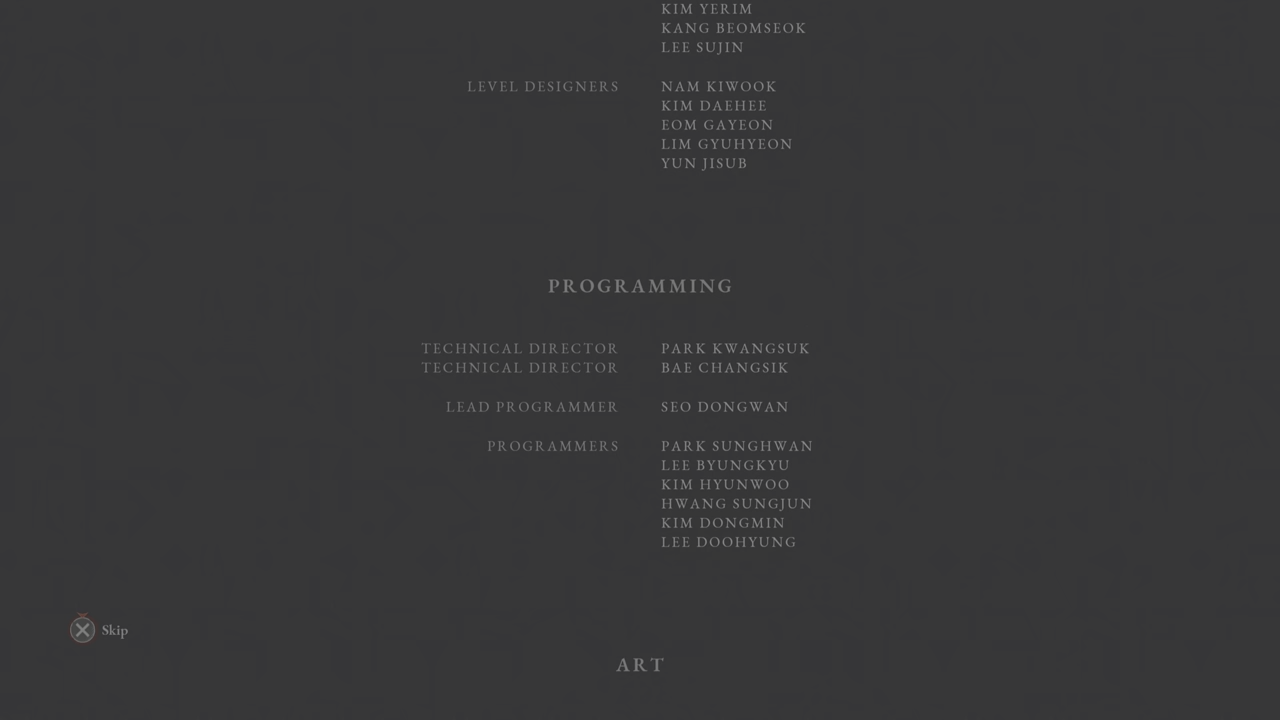 KIM YERIM
KANG BEOMSEOK
LEE SUJIN
LEVEL DESIGNERS NAM KIWOOK
KIM DAEHEE
EOM GAYEON
LIM GYUHYEON
YUN JISUB
PROGRAMMING
TECHNICAL DIRECTOR PARK KWANGSUK
TECHNICAL DIRECTOR BAE CHANGSIK
LEAD PROGRAMMER SEO DONGWAN
PROGRAMMERS PARK SUNGHWAN
LEE BYUNGKYU
KIM HYUNWOO
HWANG SUNGJUN
KIM DONGMIN
LEE DOOHYUNG
Skip
ART